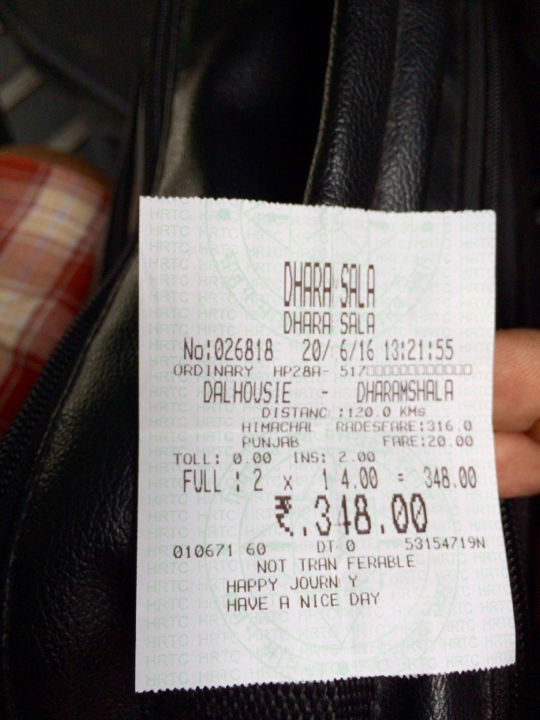 DHARA SALA
DHARA SALA
No:026818 20/ 6/16 13:21:55
ORDINARY HP28A- 517
DALHOUSIE - DHARAMSHALA
DISTANC :120.0 KMs
HIMACHAL RADESFARE:316.0
PUNJAB FARE:20.00
TOLL: 0.00 INS: 2.00
FULL : 2 x 1 4.00 = 348.00
₹.348.00
010671 60 DT 0 53154719N
NOT TRAN FERABLE
HAPPY JOURN Y
HAVE A NICE DAY